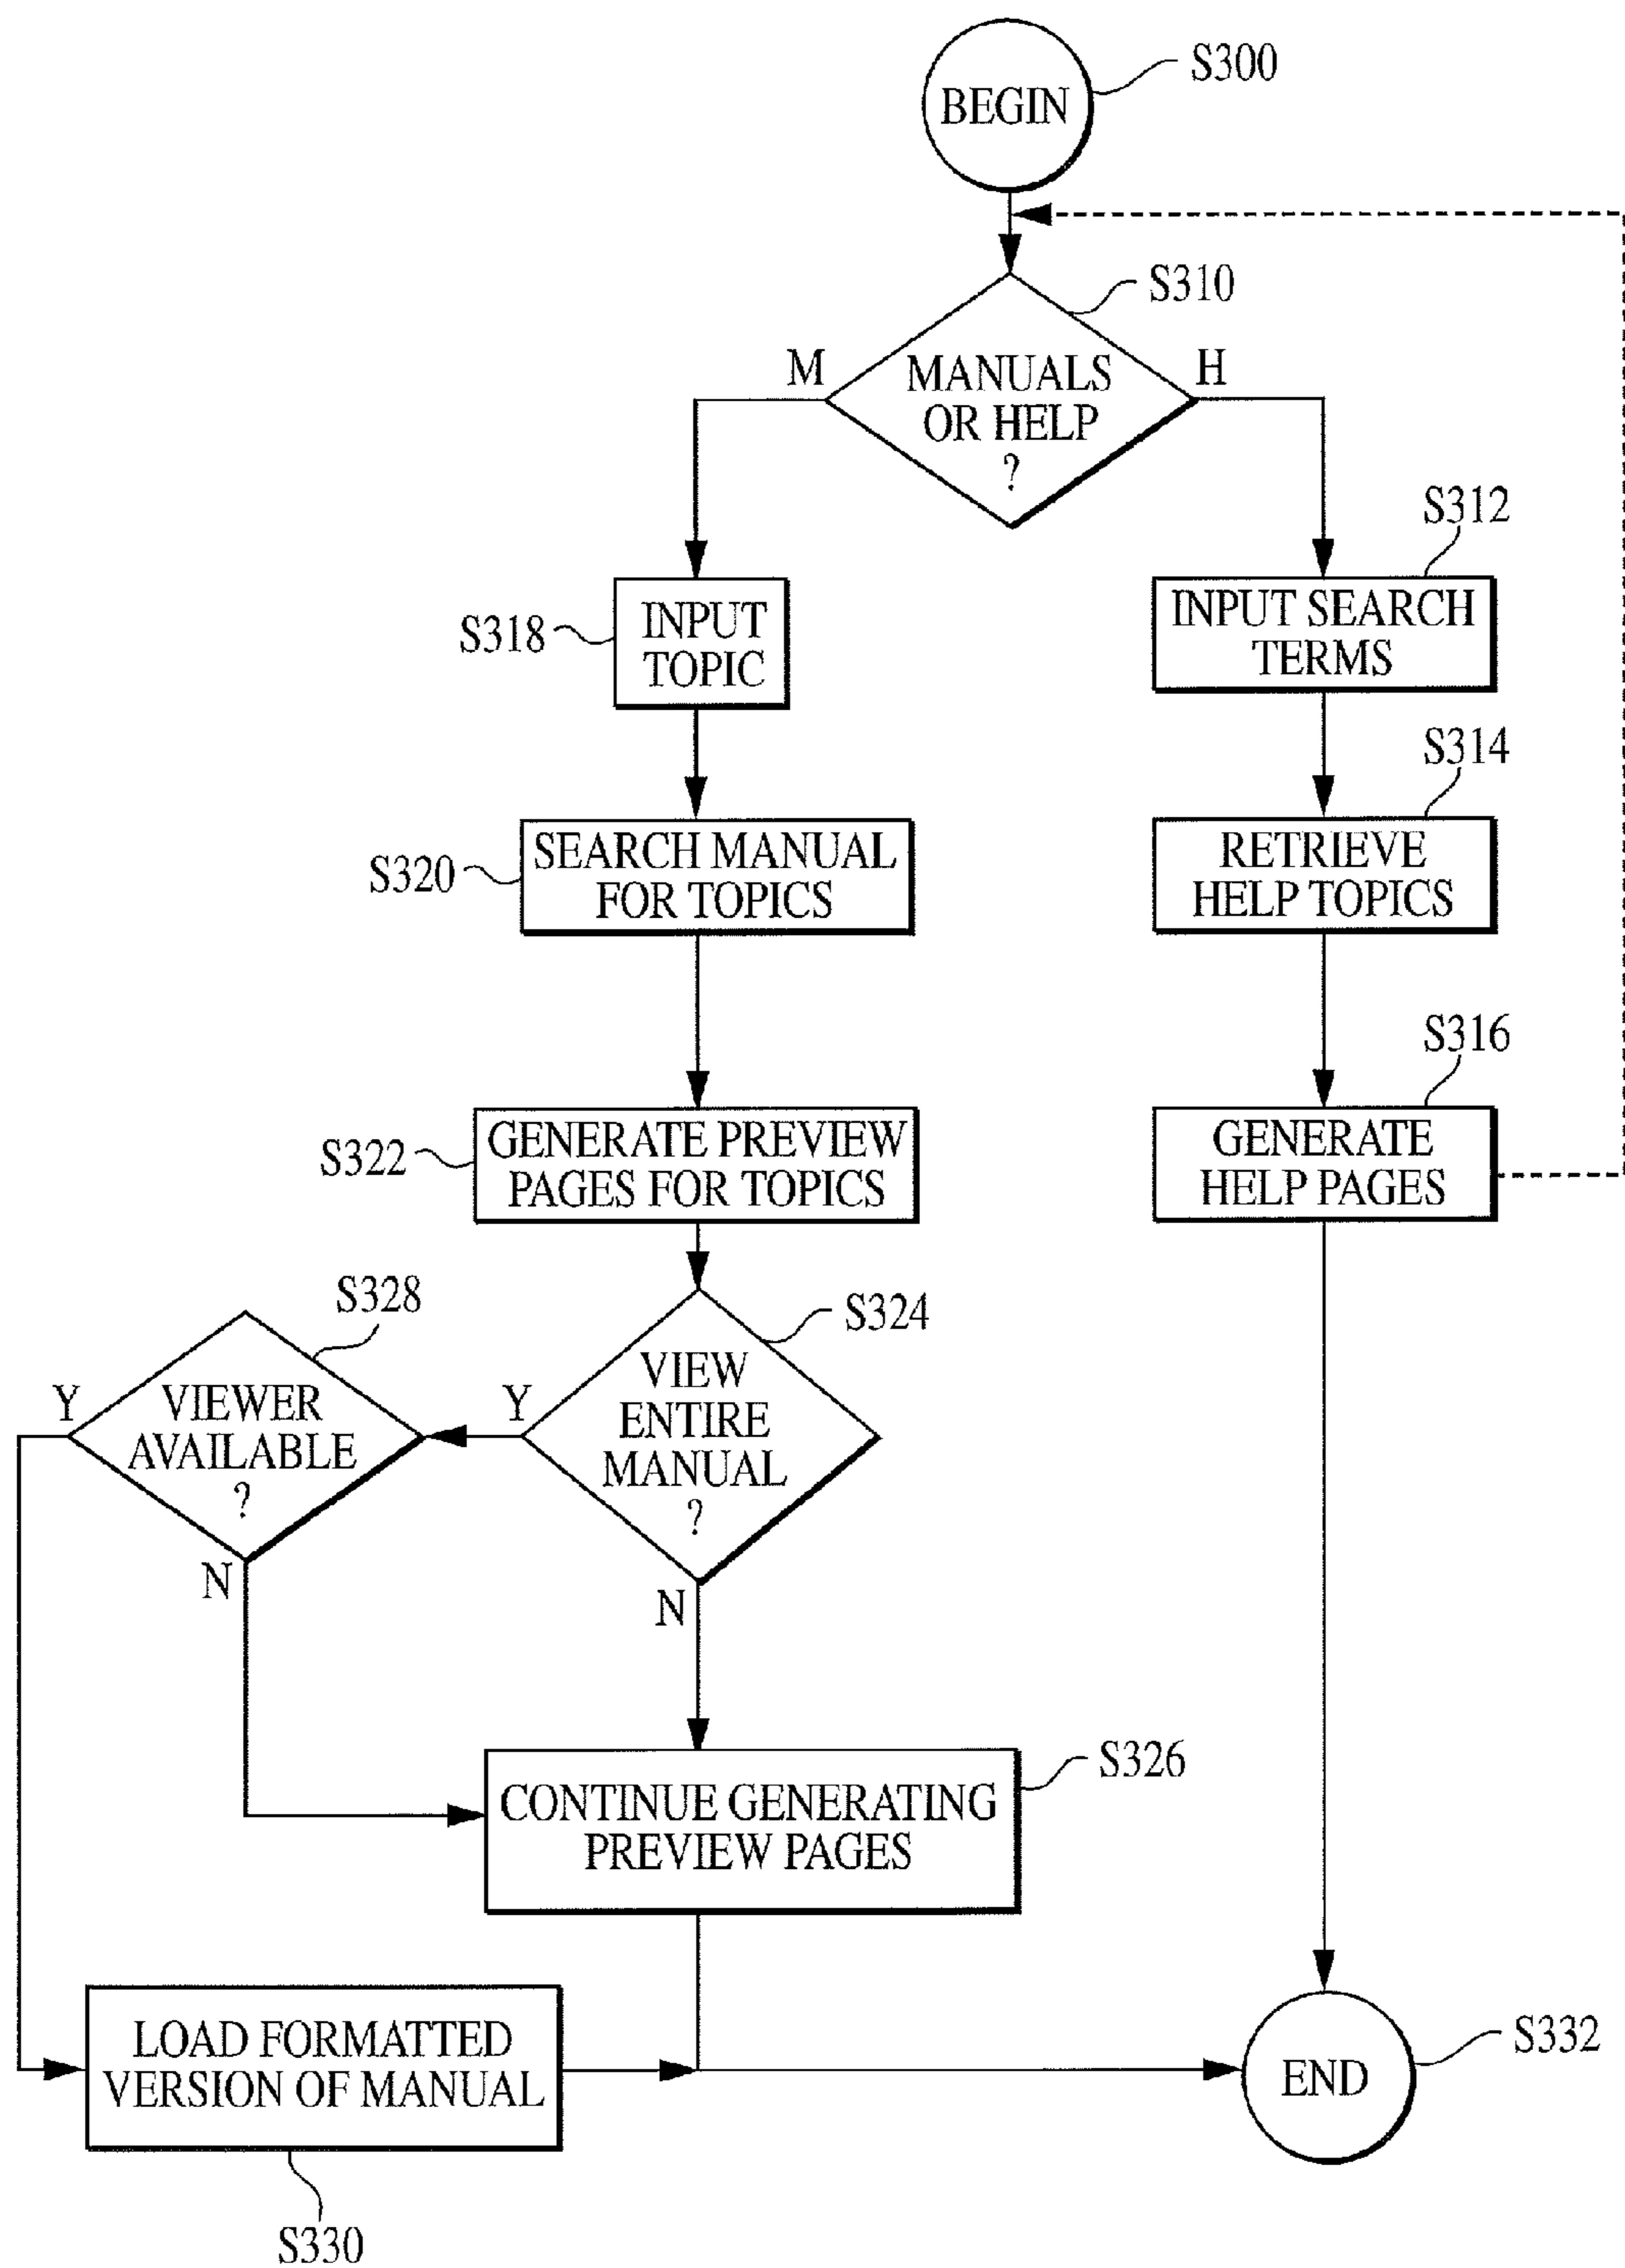 BEGIN
S300
S310
M
MANUALS
OR HELP
?
H
S312
S318
INPUT
TOPIC
INPUT SEARCH
TERMS
S314
S320
SEARCH MANUAL
FOR TOPICS
RETRIEVE
HELP TOPICS
S316
S322
GENERATE PREVIEW
PAGES FOR TOPICS
GENERATE
HELP PAGES
S328
S324
Y
VIEWER
AVAILABLE
?
N
Y
VIEW
ENTIRE
MANUAL
?
N
S326
CONTINUE GENERATING
PREVIEW PAGES
LOAD FORMATTED
VERSION OF MANUAL
S330
END
S332